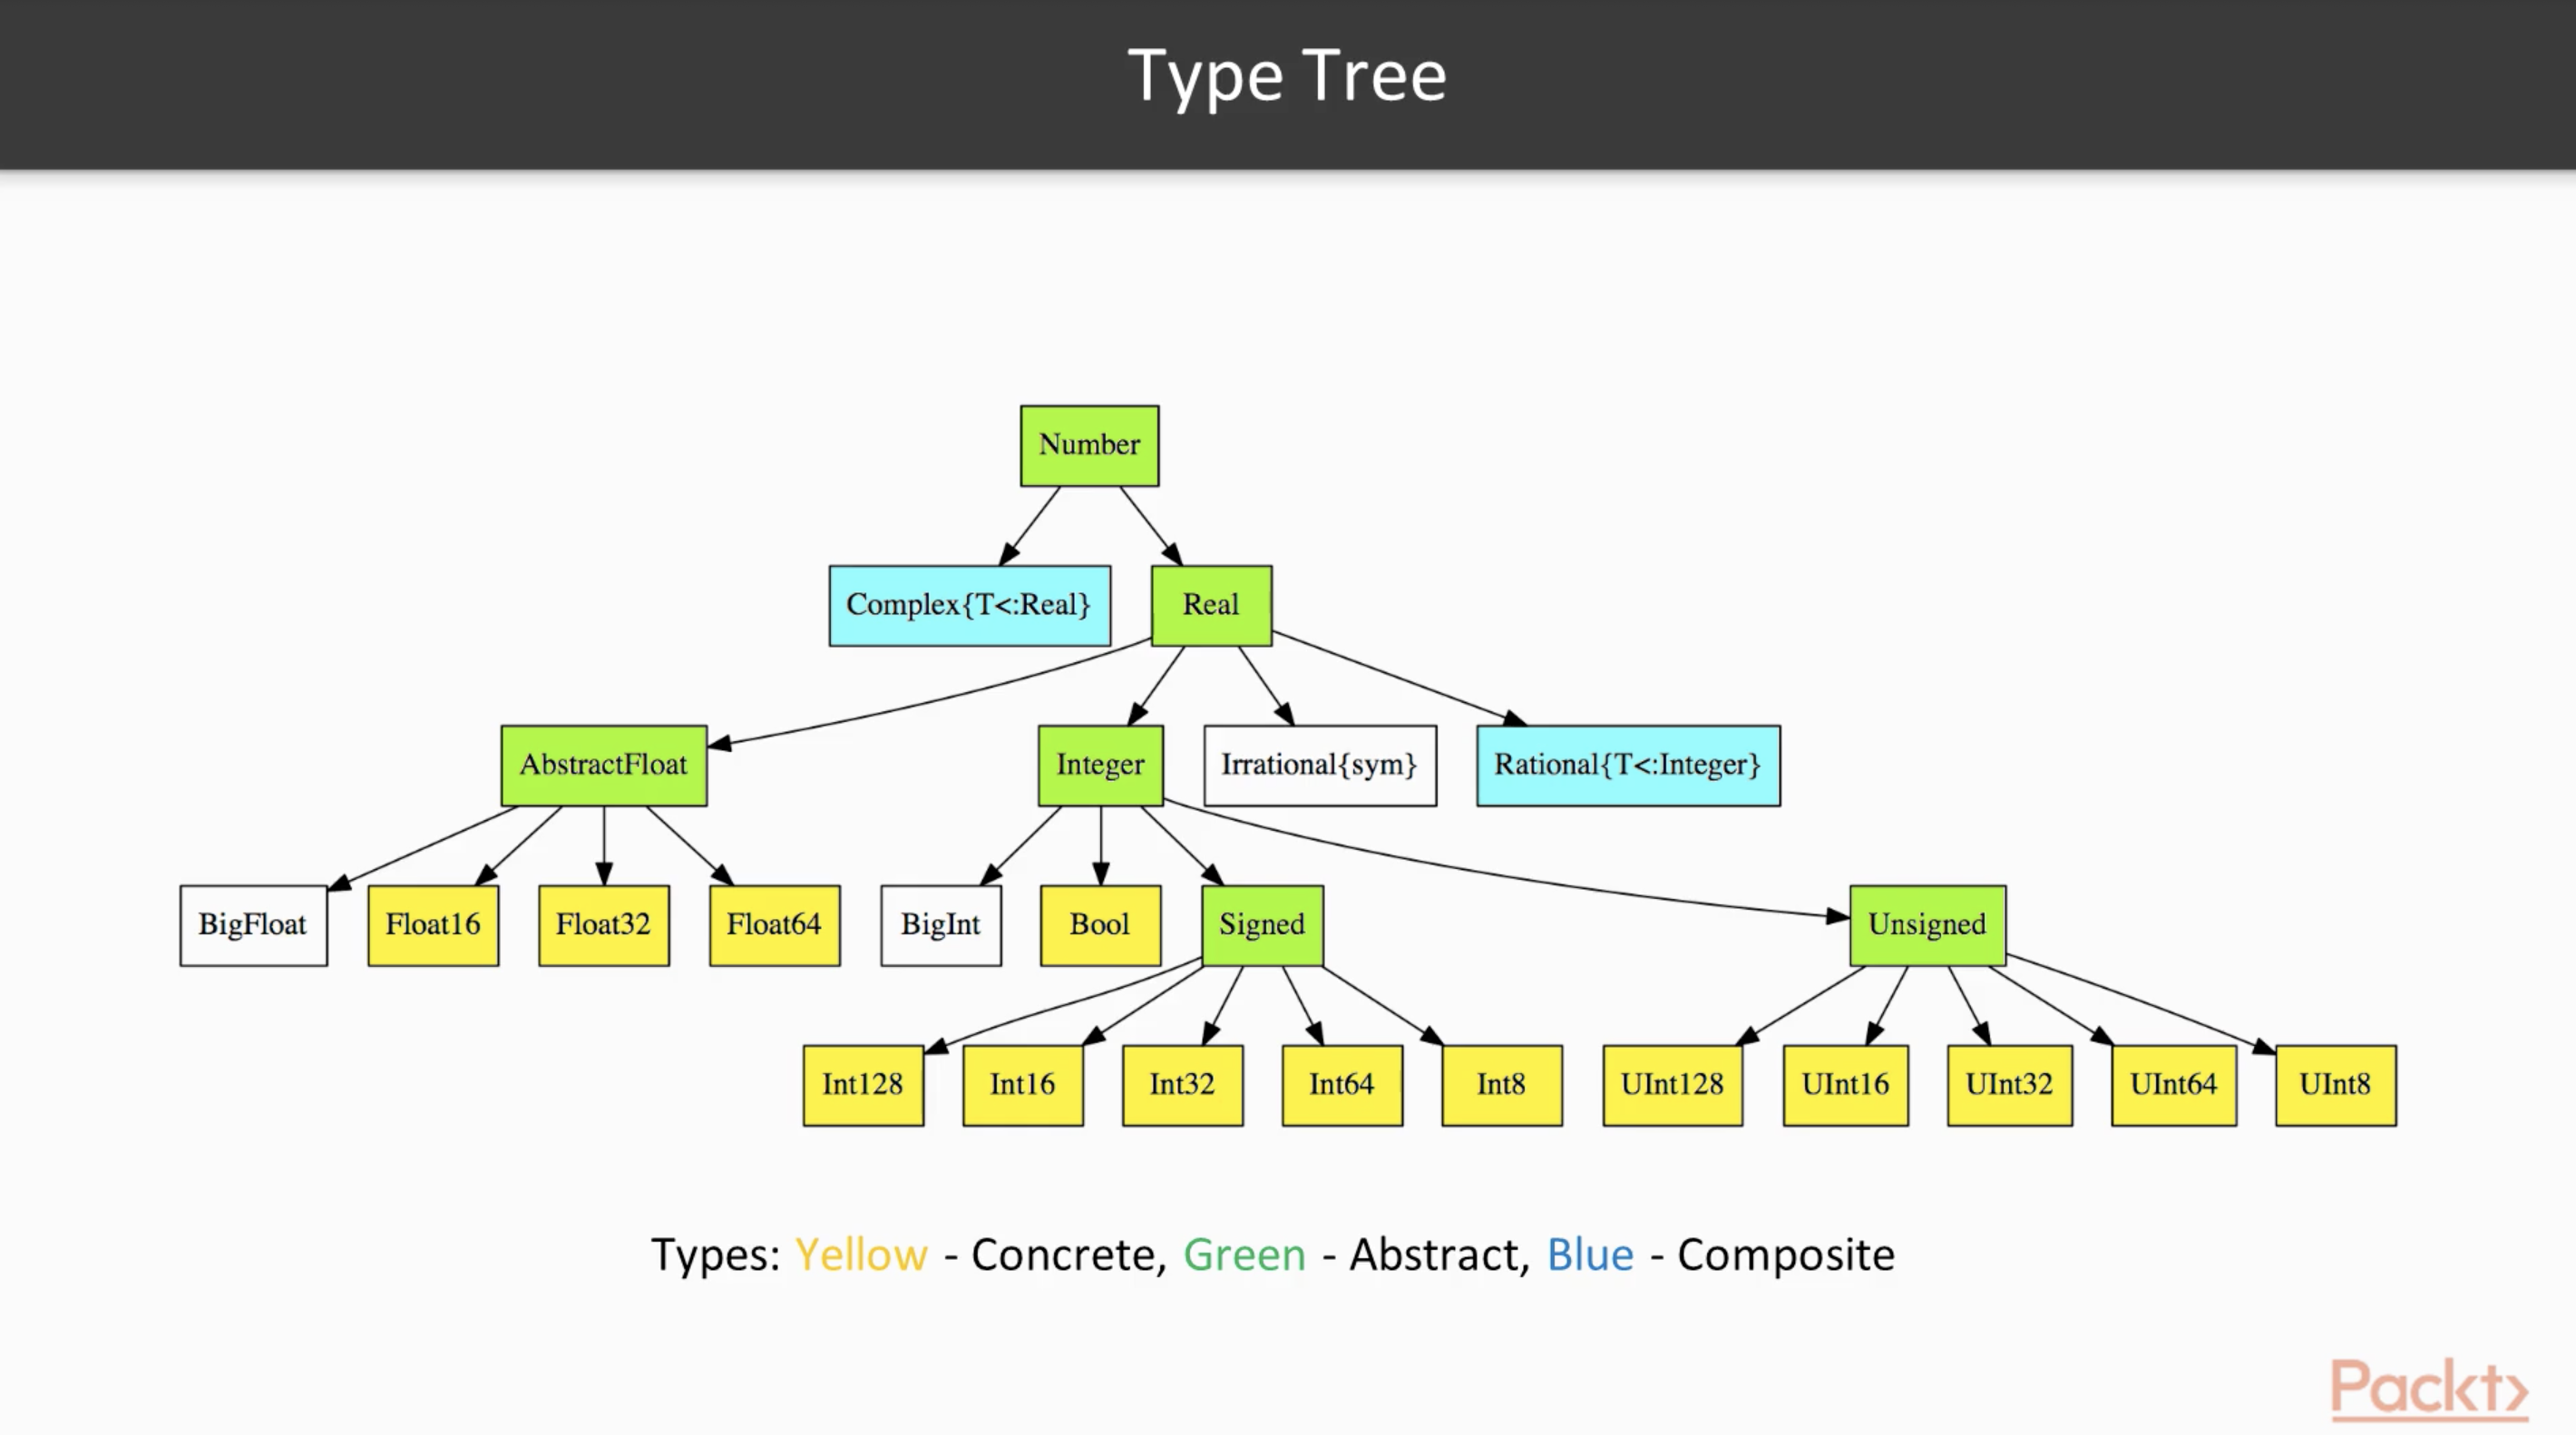 Type Tree
Number
Complex{T<:Real}
Real
AbstractFloat
Integer
Irrational{sym}
Rational{T<:Integer}
BigFloat
Float16
Float32
Float64
BigInt
Bool
Signed
Unsigned
Int128
Int16
Int32
Int64
Int8
UInt128
UInt16
UInt32
UInt64
UInt8
Types: Yellow - Concrete, Green - Abstract, Blue - Composite
Packt>